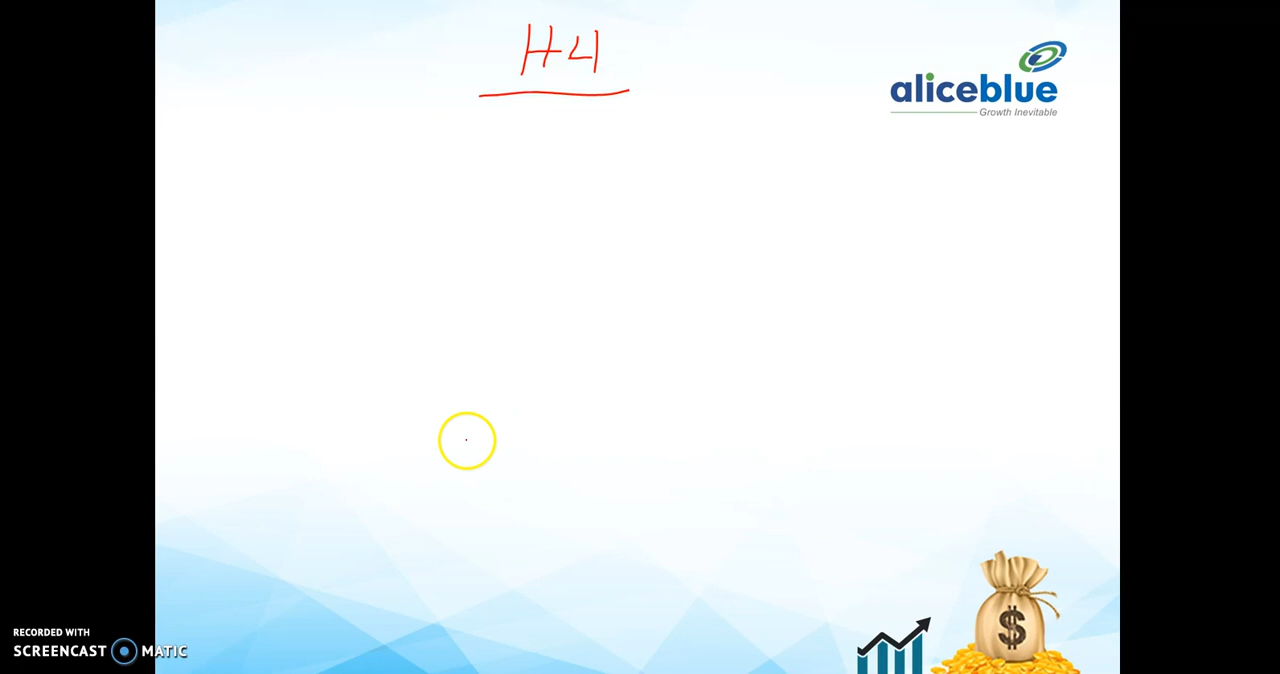 H4
aliceblue
Growth Inevitable
$
RECORDED WITH
SCREENCAST MATIC